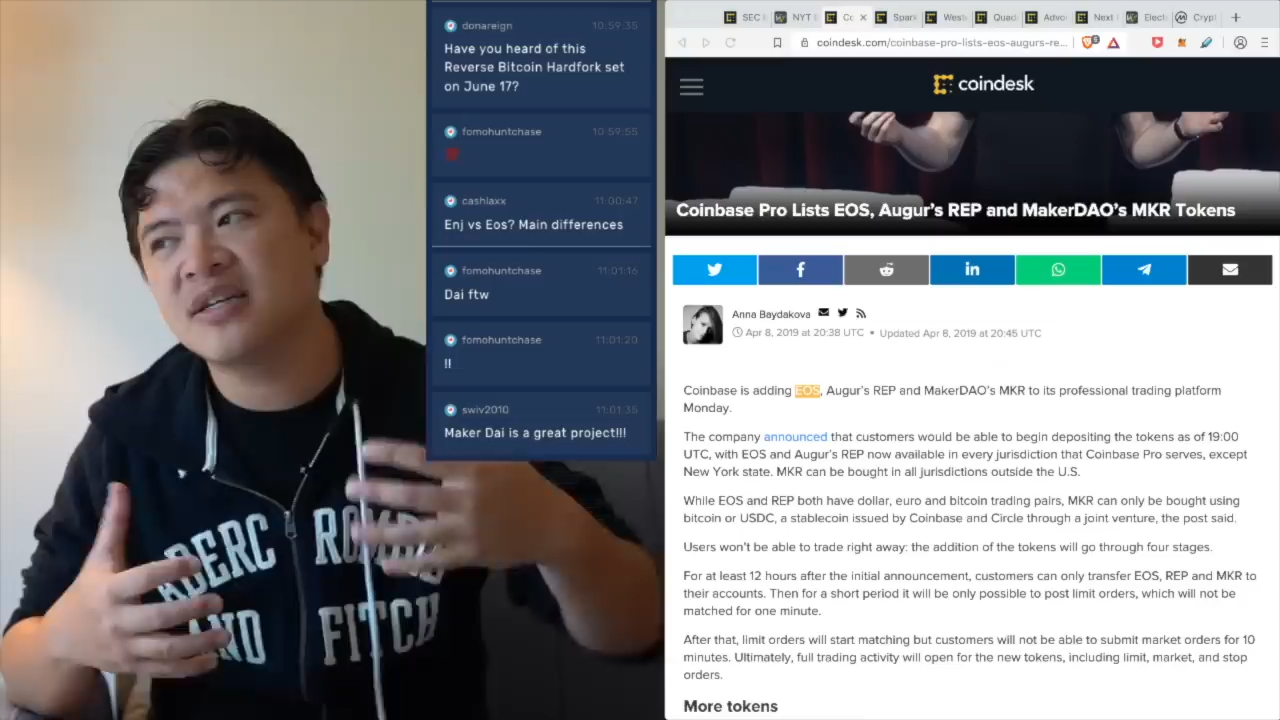 donareign 10:59:35
Have you heard of this
Reverse Bitcoin Hardfork set
on June 17?
fomohuntchase 10:59:55
cashlaxx 11:00:47
Enj vs Eos? Main differences
fomohuntchase 11:01:16
Dai ftw
fomohuntchase 11:01:20
!!
swiv2010 11:01:35
Maker Dai is a great project!!!
ROMBIE
AND FITCH
SEC
NYT
Co
Spark
West
Quad
Advo
Next
Elect
Crypt
coindesk.com/coinbase-pro-lists-eos-augurs-re...
coindesk
Coinbase Pro Lists EOS, Augur's REP and MakerDAO's MKR Tokens
Anna Baydakova
Apr 8, 2019 at 20:38 UTC • Updated Apr 8, 2019 at 20:45 UTC
Coinbase is adding EOS, Augur's REP and MakerDAO's MKR to its professional trading platform
Monday.
The company announced that customers would be able to begin depositing the tokens as of 19:00
UTC, with EOS and Augur's REP now available in every jurisdiction that Coinbase Pro serves, except
New York state. MKR can be bought in all jurisdictions outside the U.S.
While EOS and REP both have dollar, euro and bitcoin trading pairs, MKR can only be bought using
bitcoin or USDC, a stablecoin issued by Coinbase and Circle through a joint venture, the post said.
Users won't be able to trade right away: the addition of the tokens will go through four stages.
For at least 12 hours after the initial announcement, customers can only transfer EOS, REP and MKR to
their accounts. Then for a short period it will be only possible to post limit orders, which will not be
matched for one minute.
After that, limit orders will start matching but customers will not be able to submit market orders for 10
minutes. Ultimately, full trading activity will open for the new tokens, including limit, market, and stop
orders.
More tokens